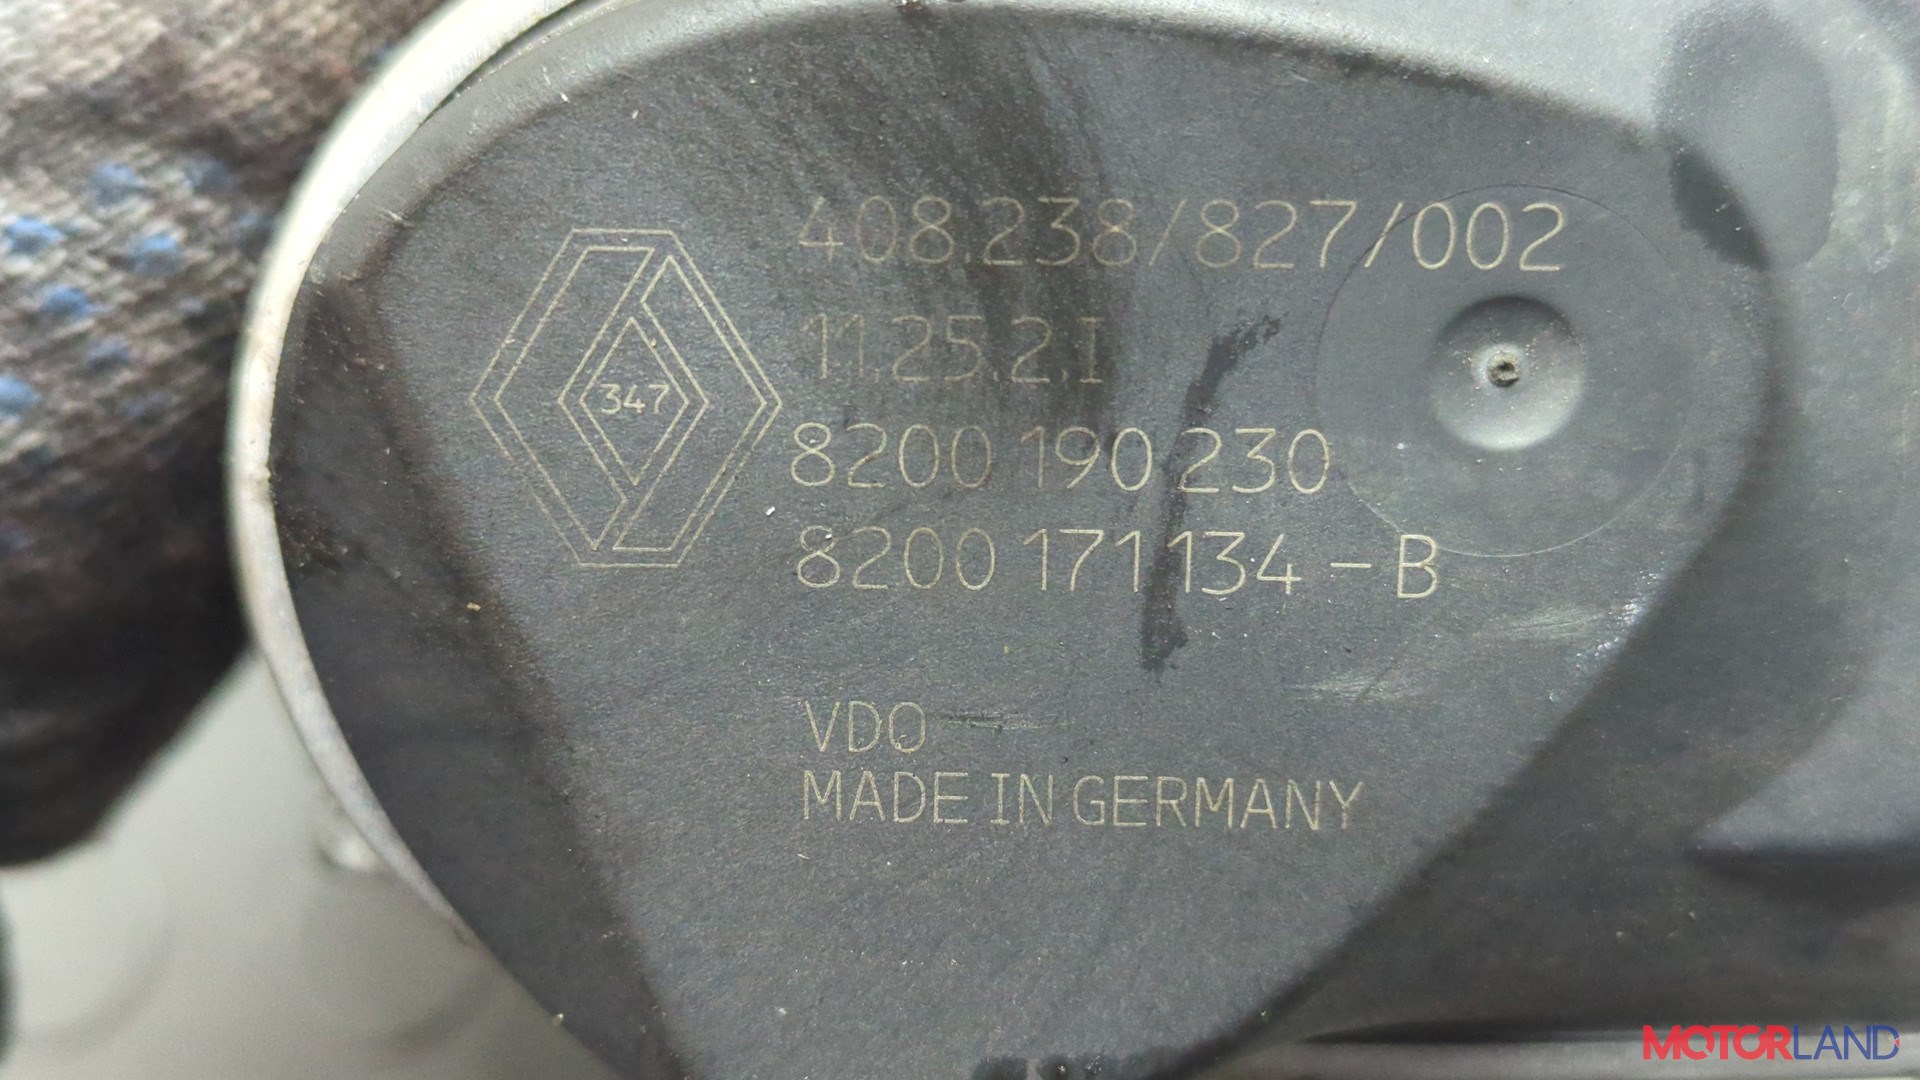 408.238/827/002
11.25.2.I
347
8200 190 230
8200 171 134 - B
VDO
MADE IN GERMANY
MOTORLAND